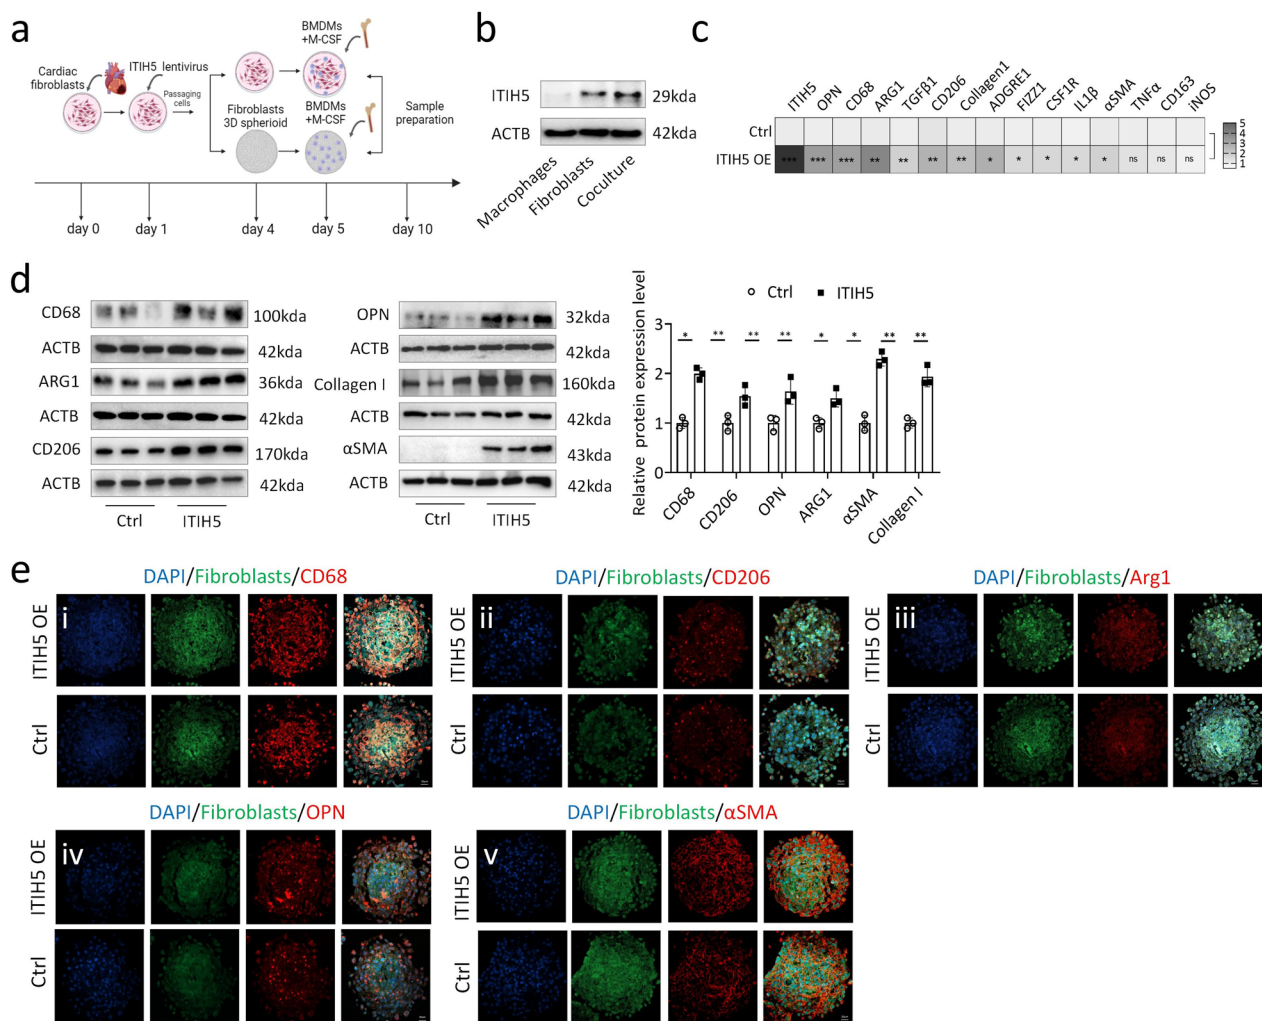 a
Cardiac
fibroblasts
ITIH5 lentivirus
Passaging
cells
BMDMs
+M-CSF
Fibroblasts
3D spherioid
BMDMs
+M-CSF
Sample
preparation
day 0
day 1
day 4
day 5
day 10
b
ITIH5
29kda
ACTB
42kda
Macrophages
Fibroblasts
Coculture
c
ITIH5
OPN
CD68
ARG1
TGFβ1
CD206
Collagen1
ADGRE1
FIZZ1
CSF1R
IL1β
αSMA
TNFα
CD163
iNOS
Ctrl
ITIH5 OE
*** *** *** ** ** ** ** * * * * * ns ns ns
5
4
3
2
1
d
CD68
100kda
ACTB
42kda
ARG1
36kda
ACTB
42kda
CD206
170kda
ACTB
42kda
Ctrl
ITIH5
OPN
32kda
ACTB
42kda
Collagen I
160kda
ACTB
42kda
αSMA
43kda
ACTB
42kda
Ctrl
ITIH5
Relative protein expression level
Ctrl
ITIH5
3
2
1
0
* ** ** ** * * ** **
CD68
CD206
OPN
ARG1
αSMA
Collagen I
e
DAPI/Fibroblasts/CD68
ITIH5 OE
i
Ctrl
DAPI/Fibroblasts/CD206
ITIH5 OE
ii
Ctrl
DAPI/Fibroblasts/Arg1
ITIH5 OE
iii
Ctrl
DAPI/Fibroblasts/OPN
ITIH5 OE
iv
Ctrl
DAPI/Fibroblasts/αSMA
ITIH5 OE
v
Ctrl